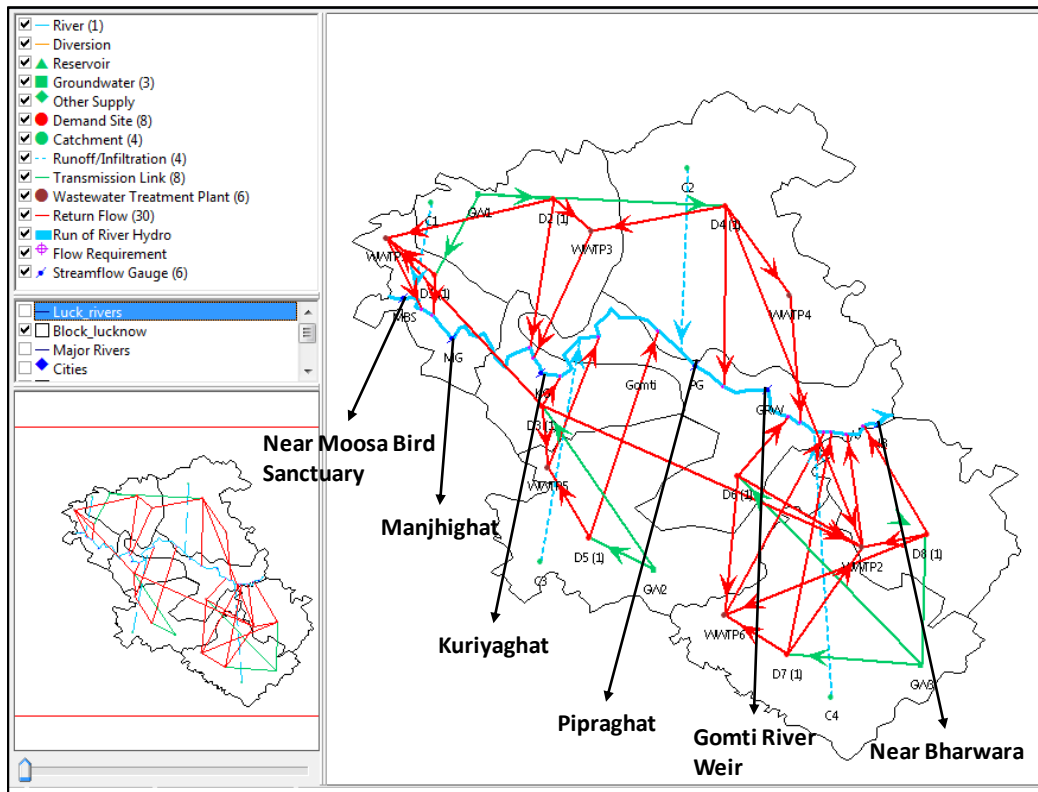 River (1)
Diversion
Reservoir
Groundwater (3)
Other Supply
Demand Site (8)
Catchment (4)
Runoff/Infiltration (4)
Transmission Link (8)
Wastewater Treatment Plant (6)
Return Flow (30)
Run of River Hydro
Flow Requirement
Streamflow Gauge (6)
Luck_rivers
Block_lucknow
Major Rivers
Cities
C1
GW1
C2
D2 (1)
D4 (1)
WWTP3
WWTP4
MBS
MG
Gomti
PG
GRW
D3 (1)
WWTP5
D6 (1)
D5 (1)
GW2
C3
WWTP2
D8 (1)
WWTP6
D7 (1)
GW3
C4
Near Moosa Bird
Sanctuary
Manjhighat
Kuriyaghat
Pipraghat
Gomti River
Weir
Near Bharwara